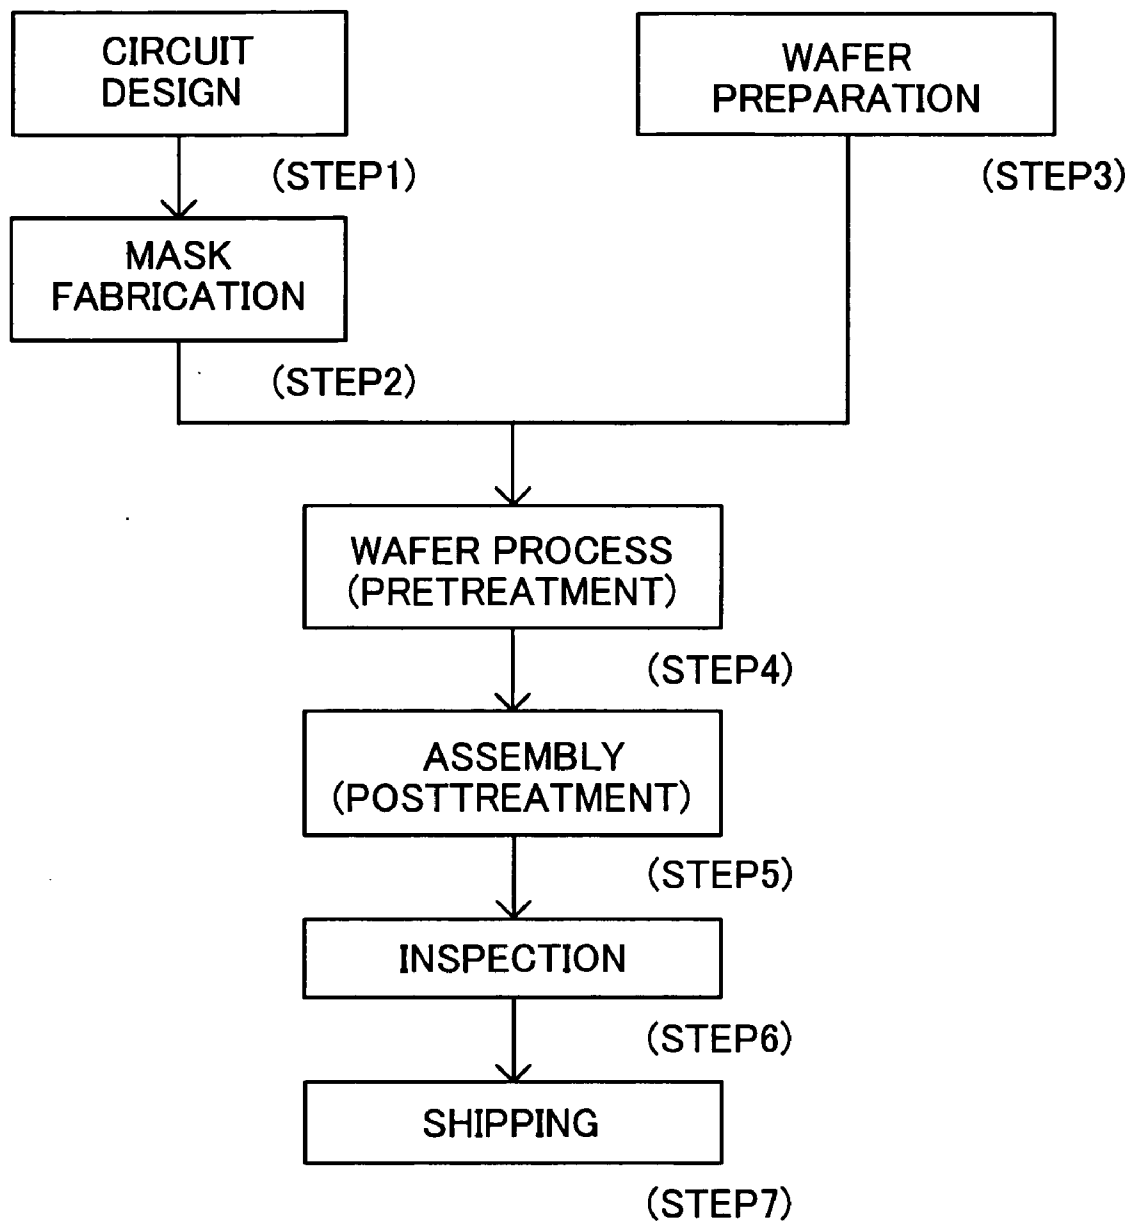 CIRCUIT
DESIGN
(STEP1)
MASK
FABRICATION
(STEP2)
WAFER
PREPARATION
(STEP3)
WAFER PROCESS
(PRETREATMENT)
(STEP4)
ASSEMBLY
(POSTTREATMENT)
(STEP5)
INSPECTION
(STEP6)
SHIPPING
(STEP7)